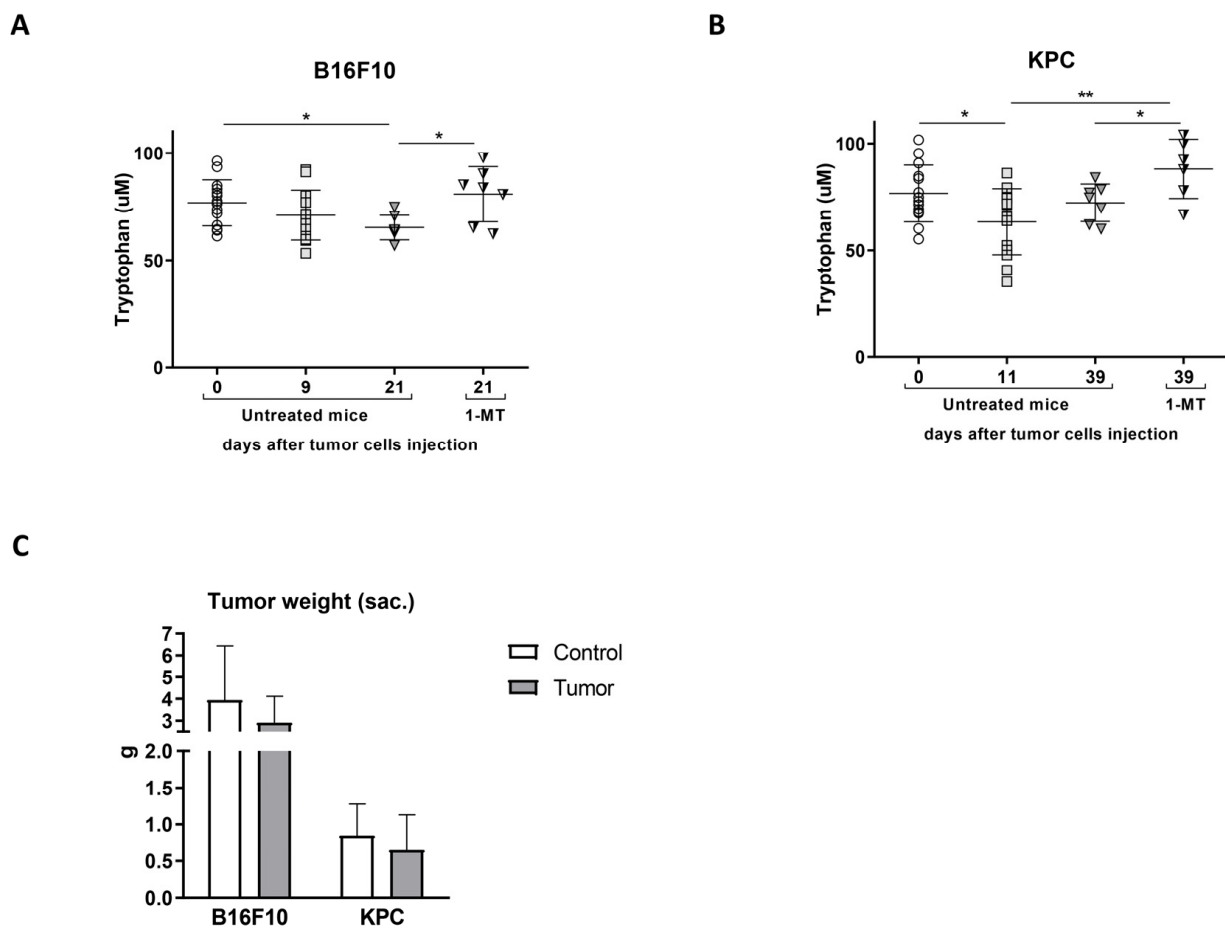 A
B16F10
*
*
Tryptophan (uM)
100
50
0
0 9 21 21
Untreated mice 1-MT
days after tumor cells injection
B
KPC
**
* *
Tryptophan (uM)
100
50
0
0 11 39 39
Untreated mice 1-MT
days after tumor cells injection
C
Tumor weight (sac.)
g
7
6
5
4
3
2.0
1.5
1.0
0.5
0.0
B16F10 KPC
Control
Tumor